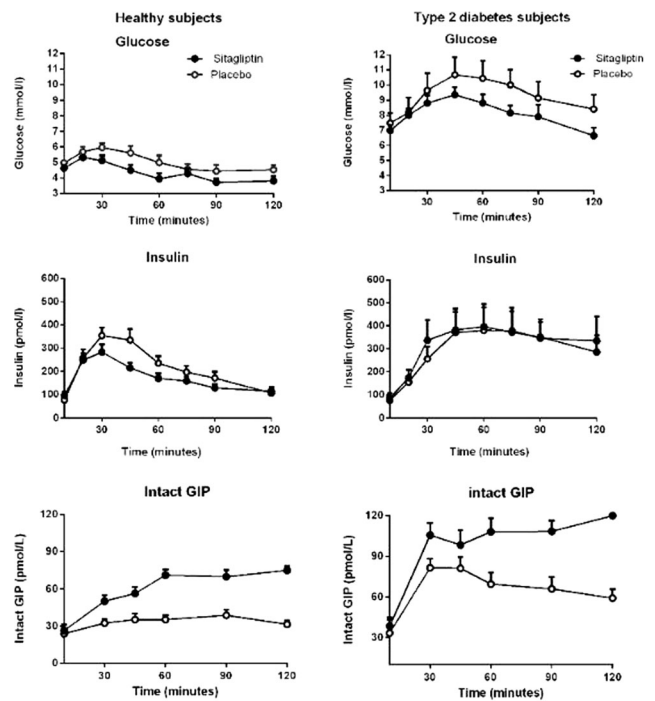 Healthy subjects
Glucose
Sitagliptin
Placebo
Glucose (mmol/l)
12
11
10
9
8
7
6
5
4
3
30
60
90
120
Time (minutes)
Type 2 diabetes subjects
Glucose
Sitagliptin
Placebo
Glucose (mmol/l)
12
11
10
9
8
7
6
5
4
3
30
60
90
120
Time (minutes)
Insulin
Insulin (pmol/l)
600
500
400
300
200
100
0
30
60
90
120
Time (minutes)
Insulin
Insulin (pmol/l)
600
500
400
300
200
100
0
30
60
90
120
Time (minutes)
Intact GIP
Intact GIP (pmol/L)
120
90
60
30
0
30
60
90
120
Time (minutes)
intact GIP
Intact GIP (pmol/L)
120
90
60
30
30
60
90
120
Time (minutes)